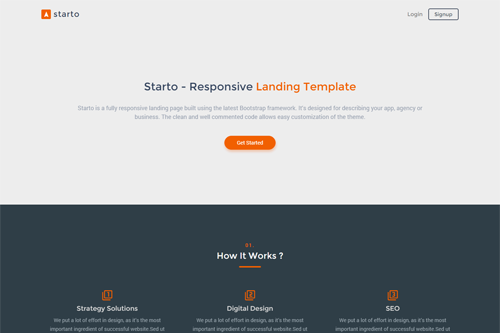 starto
Login
Signup
Starto - Responsive Landing Template
Starto is a fully responsive landing page built using the latest Bootstrap framework. It's designed for describing your app, agency or
business. The clean and well commented code allows easy customization of the theme.
Get Started
01.
How It Works ?
1
2
3
Strategy Solutions
Digital Design
SEO
We put a lot of effort in design, as it's the most
We put a lot of effort in design, as it's the most
We put a lot of effort in design, as it's the most
important ingredient of successful website.Sed ut
important ingredient of successful website.Sed ut
important ingredient of successful website.Sed ut